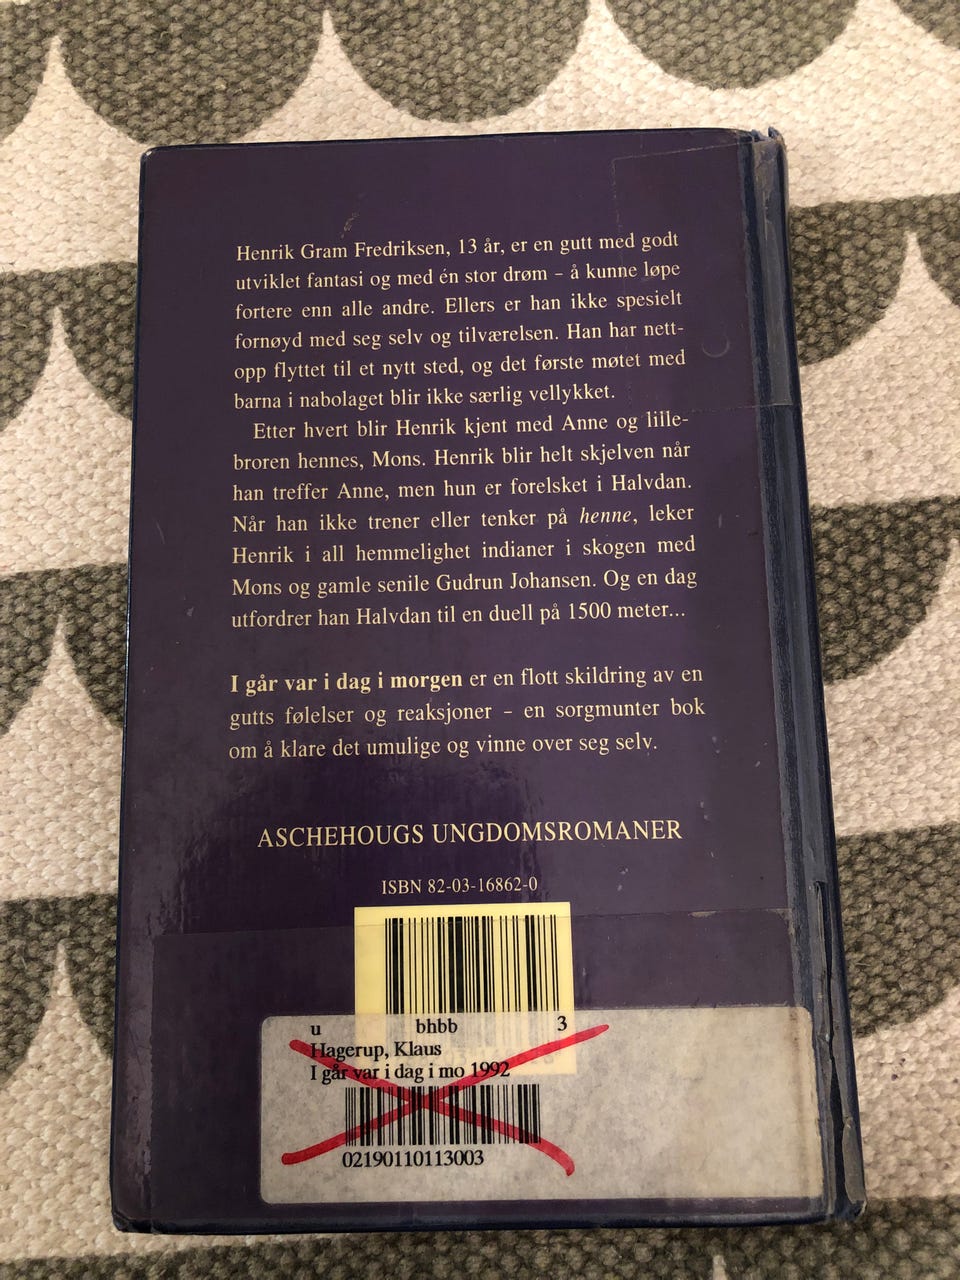 Henrik Gram Fredriksen, 13 år, er en gutt med godt
utviklet fantasi og med én stor drøm – å kunne løpe
fortere enn alle andre. Ellers er han ikke spesielt
fornøyd med seg selv og tilværelsen. Han har nett-
opp flyttet til et nytt sted, og det første møtet med
barna i nabolaget blir ikke særlig vellykket.
Etter hvert blir Henrik kjent med Anne og lille-
broren hennes, Mons. Henrik blir helt skjelven når
han treffer Anne, men hun er forelsket i Halvdan.
Når han ikke trener eller tenker på henne, leker
Henrik i all hemmelighet indianer i skogen med
Mons og gamle senile Gudrun Johansen. Og en dag
utfordrer han Halvdan til en duell på 1500 meter...
I går var i dag i morgen er en flott skildring av en
gutts følelser og reaksjoner – en sorgmunter bok
om å klare det umulige og vinne over seg selv.
ASCHEHOUGS UNGDOMSROMANER
ISBN 82-03-16862-0
u bhbb 3
Hagerup, Klaus
I går var i dag i mo 1992
02190110113003